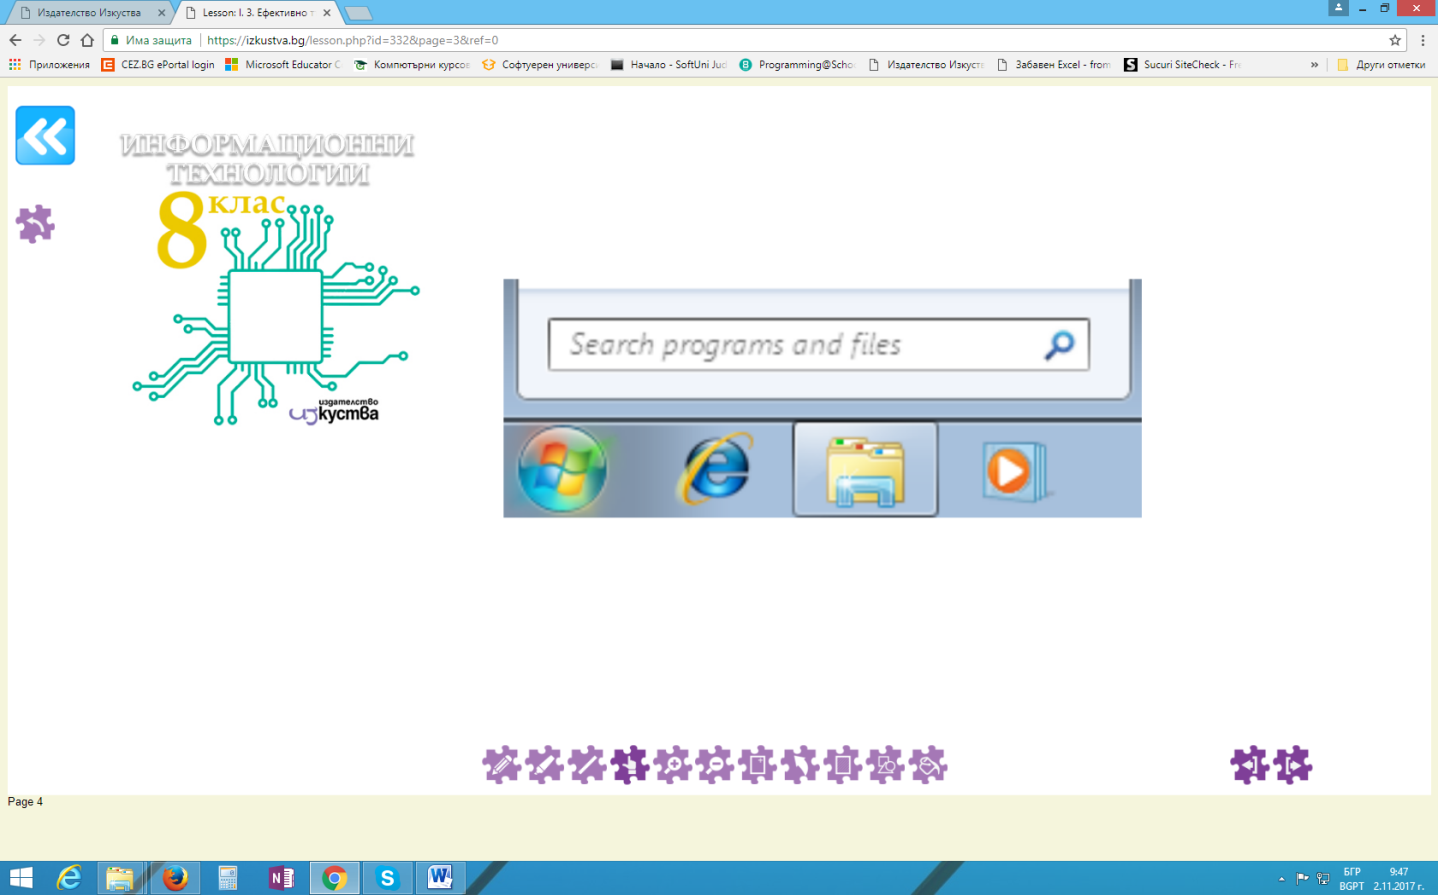 Издателство Изкуства
Lesson: I. 3. Ефективно т
Има защита
https://izkustva.bg/lesson.php?id=332&page=3&ref=0
Приложения
CEZ.BG ePortal login
Microsoft Educator C
Компютърни курсов
Софтуерен универс
Начало - SoftUni Jud
Programming@Scho
Издателство Изкуст
Забавен Excel - from
Sucuri SiteCheck - Fr
Други отметки
ИНФОРМАЦИОННИ
ТЕХНОЛОГИИ
8 клас
издателство
изкуства
Search programs and files
Page 4
БГР
9:47
BGPT
2.11.2017 г.